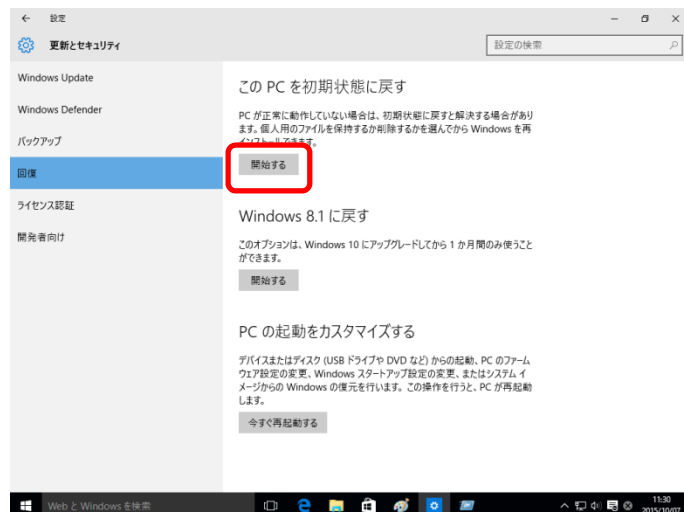 設定
更新とセキュリティ
設定の検索
Windows Update
Windows Defender
バックアップ
回復
ライセンス認証
開発者向け
この PC を初期状態に戻す
PC が正常に動作していない場合は、初期状態に戻すと解決する場合があり
ます。個人用のファイルを保持するか削除するかを選んでから Windows を再
インストールできます。
開始する
Windows 8.1 に戻す
このオプションは、Windows 10 にアップグレードしてから 1 か月間のみ使うこと
ができます。
開始する
PC の起動をカスタマイズする
デバイスまたはディスク (USB ドライブや DVD など) からの起動、PC のファーム
ウェア設定の変更、Windows スタートアップ設定の変更、またはシステム イ
メージからの Windows の復元を行います。この操作を行うと、PC が再起動
します。
今すぐ再起動する
Web と Windows を検索
11:30
2015/10/07